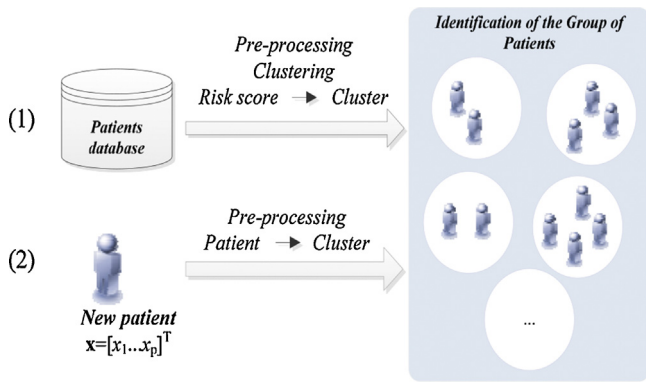 Identification of the Group of
Patients
Pre-processing
Clustering
Risk score → Cluster
(1)
Patients
database
Pre-processing
Patient → Cluster
(2)
New patient
x=[x₁...xₚ]ᵀ
...